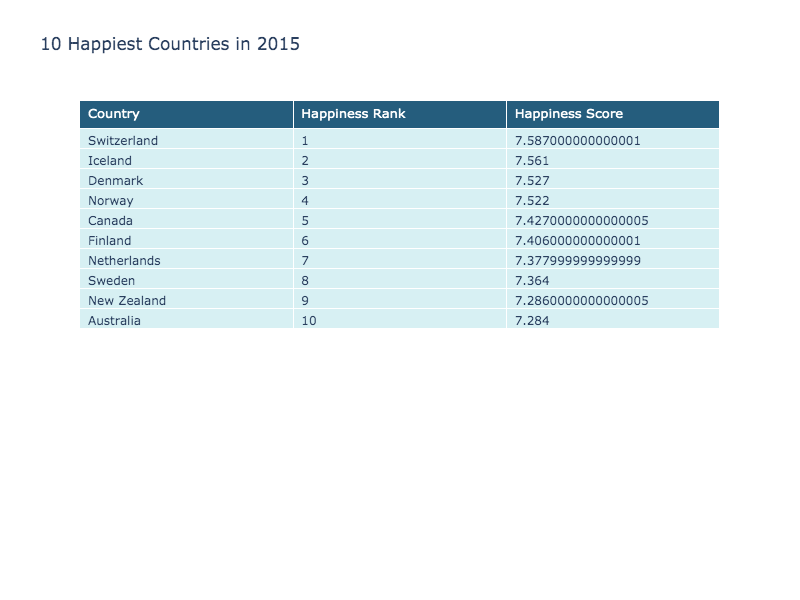 10 Happiest Countries in 2015
Country Happiness Rank Happiness Score
Switzerland 1 7.587000000000001
Iceland 2 7.561
Denmark 3 7.527
Norway 4 7.522
Canada 5 7.4270000000000005
Finland 6 7.406000000000001
Netherlands 7 7.377999999999999
Sweden 8 7.364
New Zealand 9 7.2860000000000005
Australia 10 7.284